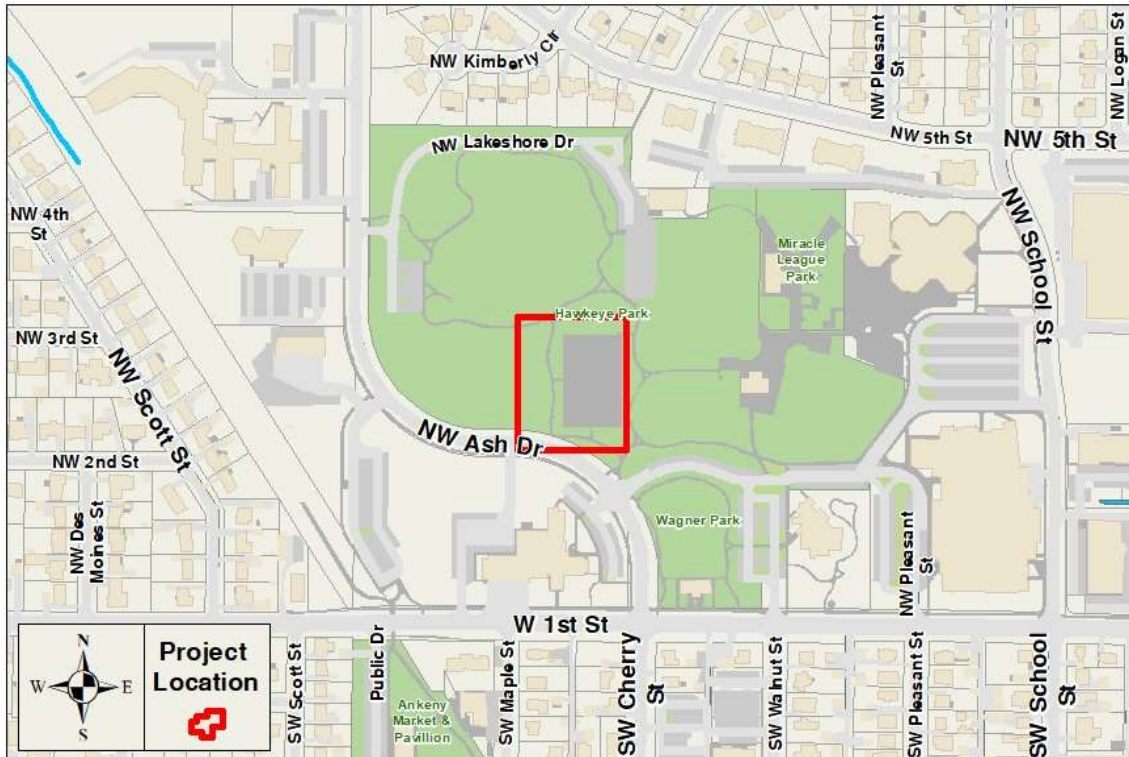 NW Kimberly Cir
NW Pleasant
St
NW Logan St
NW 5th St
NW 5th St
NW Lakeshore Dr
NW 4th
St
Miracle
League
Park
NW School St
Hawkeye Park
NW 3rd St
NW Scott St
NW Ash Dr
NW 2nd St
NW Des
Moines St
Wagner Park
NW Pleasant
St
W 1st St
N
W
E
S
Project
Location
SW Scott St
Public Dr
Ankeny
Market &
Pavillion
SW Maple St
SW Cherry
St
SW Walnut St
SW Pleasant St
SW School
St